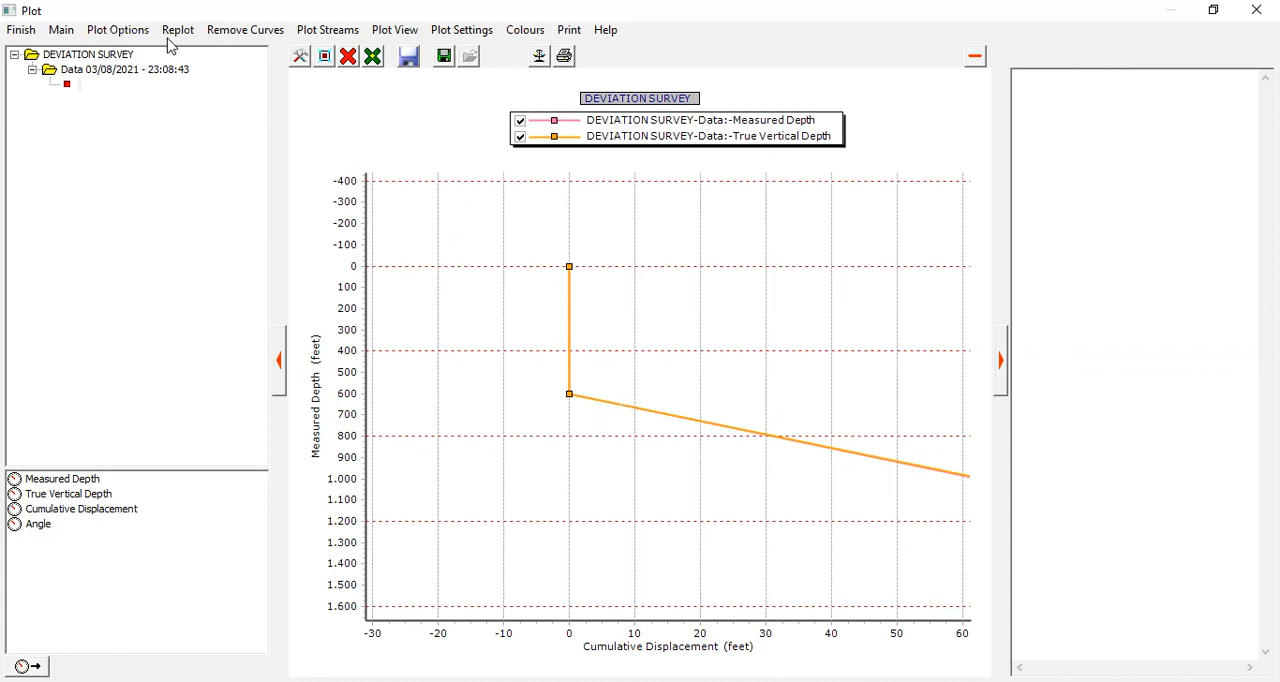 Plot
Finish Main Plot Options Replot Remove Curves Plot Streams Plot View Plot Settings Colours Print Help
DEVIATION SURVEY
Data 03/08/2021 - 23:08:43
Measured Depth
True Vertical Depth
Cumulative Displacement
Angle
DEVIATION SURVEY
DEVIATION SURVEY-Data:-Measured Depth
DEVIATION SURVEY-Data:-True Vertical Depth
Measured Depth (feet)
-400
-300
-200
-100
0
100
200
300
400
500
600
700
800
900
1.000
1.100
1.200
1.300
1.400
1.500
1.600
-30 -20 -10 0 10 20 30 40 50 60
Cumulative Displacement (feet)